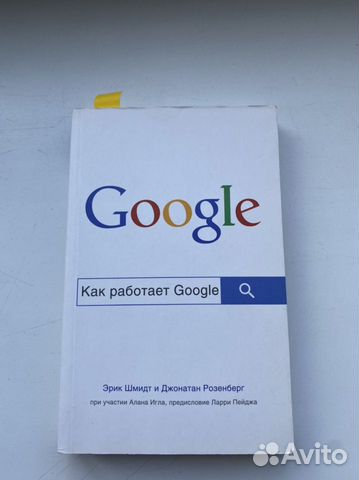 Google
Как работает Google
Эрик Шмидт и Джонатан Розенберг
при участии Алана Игла, предисловие Ларри Пейджа
Avito